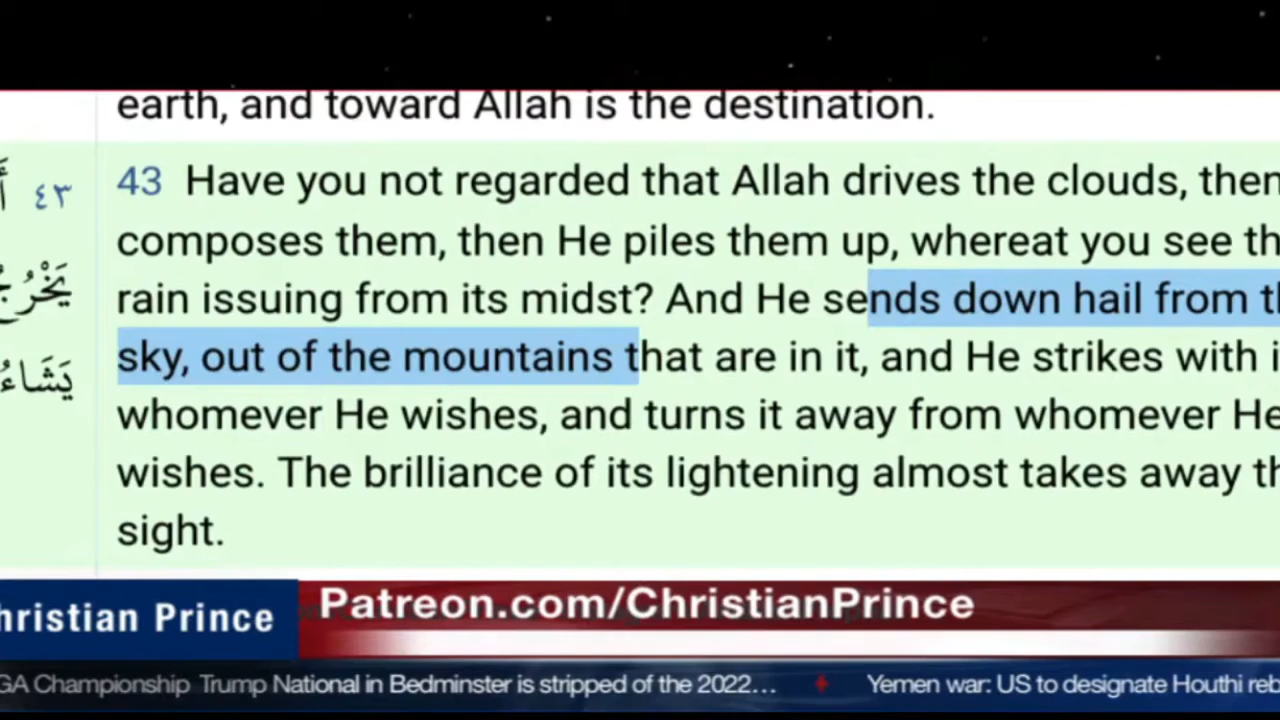 earth, and toward Allah is the destination.
٤٣
43 Have you not regarded that Allah drives the clouds, then
composes them, then He piles them up, whereat you see
rain issuing from its midst? And He sends down hail from
sky, out of the mountains that are in it, and He strikes with
يَشَاءُ
whomever He wishes, and turns it away from whomever He
wishes. The brilliance of its lightening almost takes away
sight.
hristian Prince
Patreon.com/ChristianPrince
GA Championship Trump National in Bedminster is stripped of the 2022...
Yemen war: US to designate Houthi reb